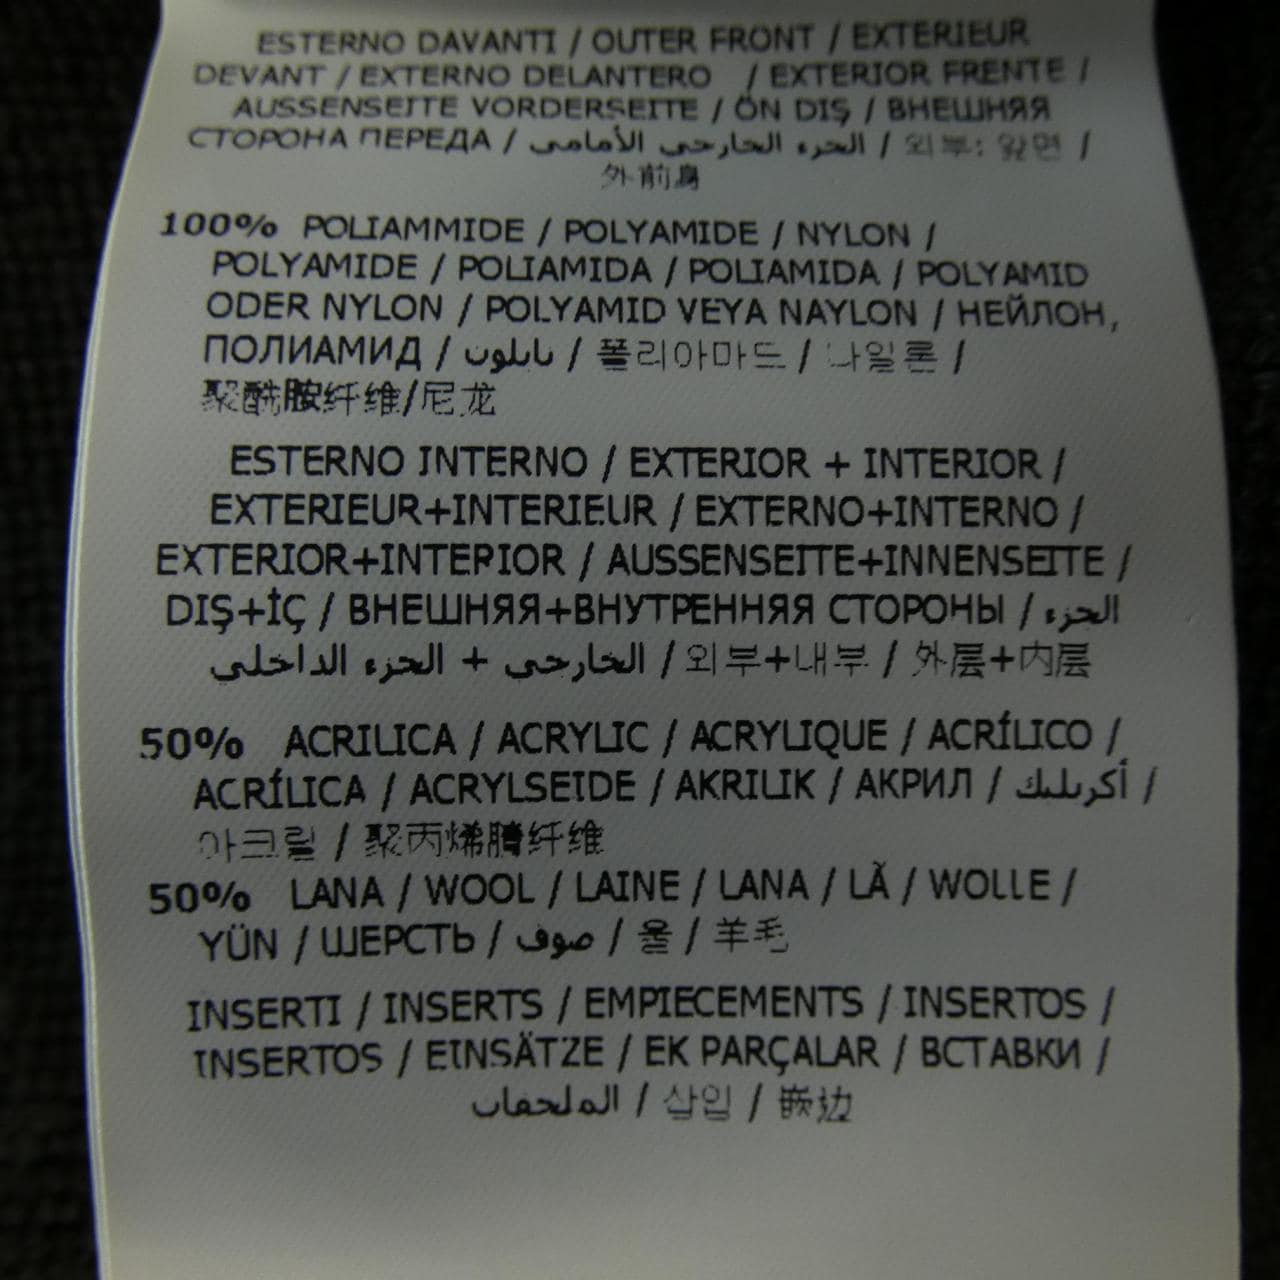 ESTERNO DAVANTI / OUTER FRONT / EXTERIEUR
DEVANT / EXTERNO DELANTERO / EXTERIOR FRENTE /
AUSSENSEITE VORDERSEITE / ÖN DIŞ / ВНЕШНЯЯ
СТОРОНА ПЕРЕДА / الجزء الخارجي الأمامي / 외부: 앞면 /
外前身
100% POLIAMMIDE / POLYAMIDE / NYLON /
POLYAMIDE / POLIAMIDA / POLIAMIDA / POLYAMID
ODER NYLON / POLYAMID VEYA NAYLON / НЕЙЛОН,
ПОЛИАМИД / نايلون / 폴리아마드 / 나일론 /
聚酰胺纤维/尼龙
ESTERNO INTERNO / EXTERIOR + INTERIOR /
EXTERIEUR+INTERIEUR / EXTERNO+INTERNO /
EXTERIOR+INTERIOR / AUSSENSEITE+INNENSEITE /
DIŞ+İÇ / ВНЕШНЯЯ+ВНУТРЕННЯЯ СТОРОНЫ / الجزء
الخارجي + الجزء الداخلي / 외부+내부 / 外层+内层
50% ACRILICA / ACRYLIC / ACRYLIQUE / ACRÍLICO /
ACRÍLICA / ACRYLSEIDE / AKRILIK / АКРИЛ / أكريليك /
아크릴 / 聚丙烯腈纤维
50% LANA / WOOL / LAINE / LANA / LÃ / WOLLE /
YÜN / ШЕРСТЬ / صوف / 울 / 羊毛
INSERTI / INSERTS / EMPIECEMENTS / INSERTOS /
INSERTOS / EINSÄTZE / EK PARÇALAR / ВСТАВКИ /
الملحقات / 삽입 / 嵌边